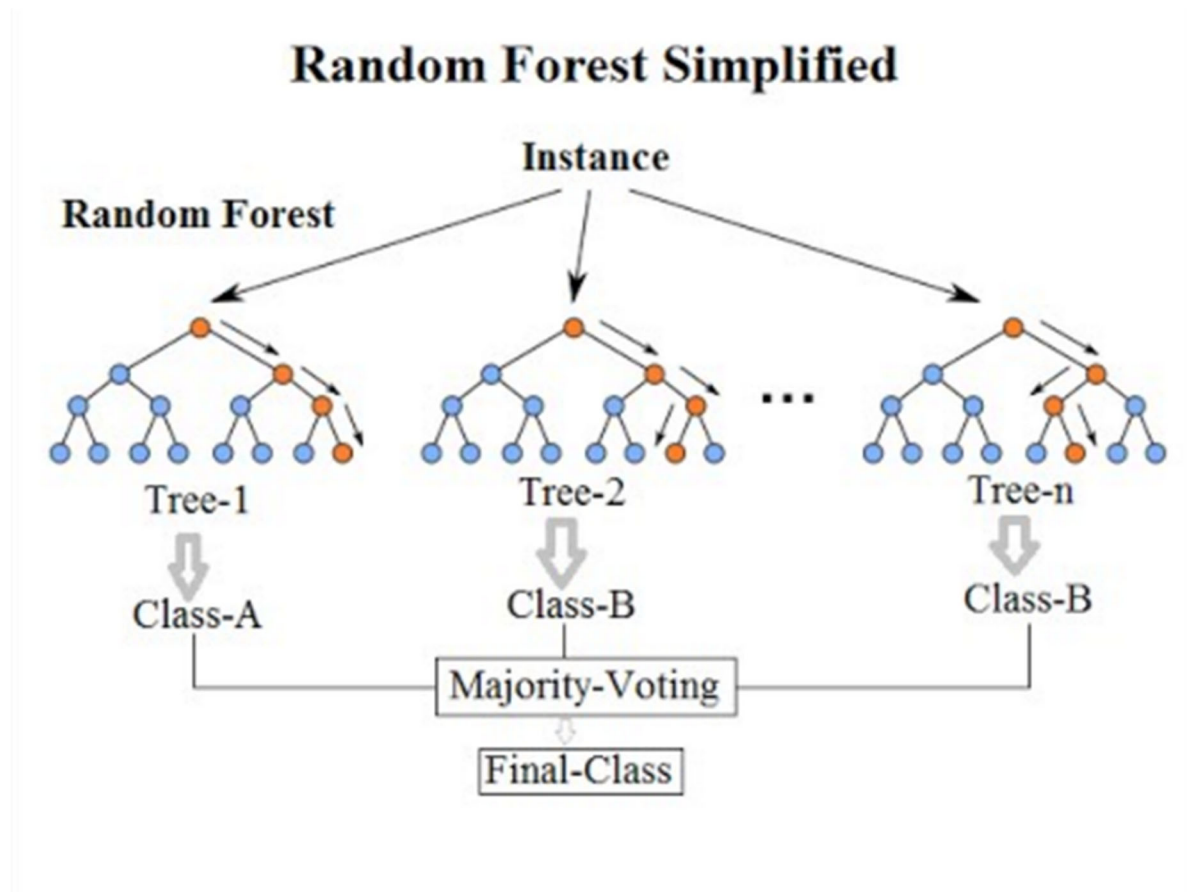 Random Forest Simplified
Instance
Random Forest
...
Tree-1
Tree-2
Tree-n
Class-A
Class-B
Class-B
Majority-Voting
Final-Class